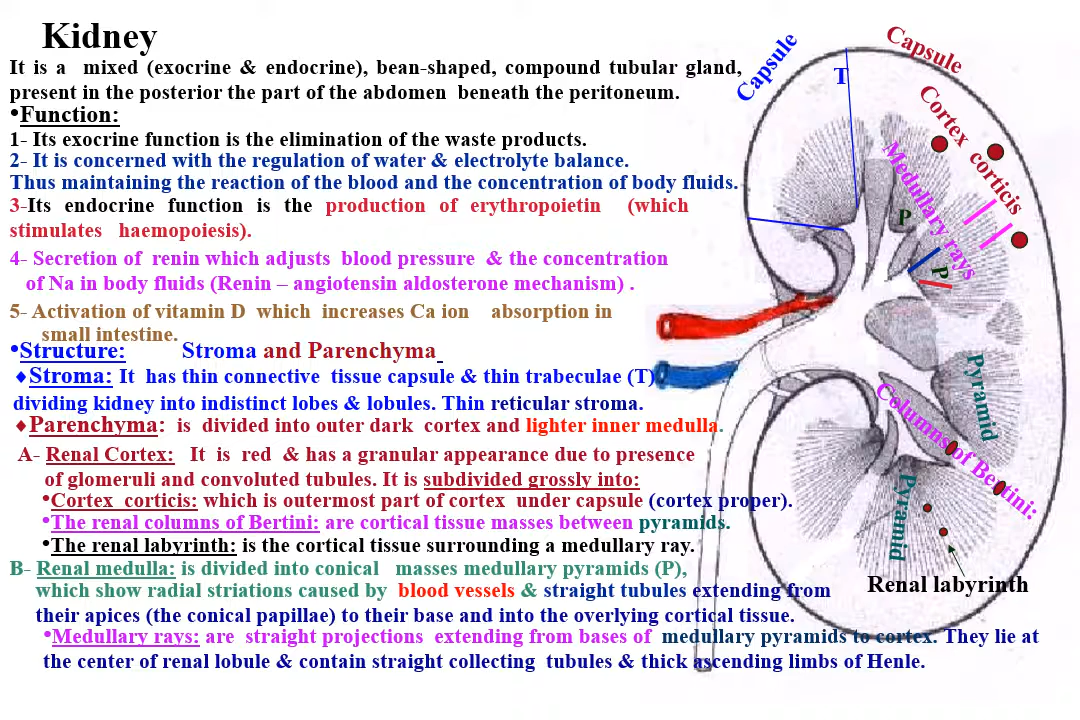 Kidney
It is a mixed (exocrine & endocrine), bean-shaped, compound tubular gland,
present in the posterior the part of the abdomen beneath the peritoneum.
•Function:
1- Its exocrine function is the elimination of the waste products.
2- It is concerned with the regulation of water & electrolyte balance.
Thus maintaining the reaction of the blood and the concentration of body fluids.
3-Its endocrine function is the production of erythropoietin (which
stimulates haemopoiesis).
4- Secretion of renin which adjusts blood pressure & the concentration
of Na in body fluids (Renin – angiotensin aldosterone mechanism) .
5- Activation of vitamin D which increases Ca ion absorption in
small intestine.
•Structure: Stroma and Parenchyma
♦Stroma: It has thin connective tissue capsule & thin trabeculae (T)
dividing kidney into indistinct lobes & lobules. Thin reticular stroma.
♦Parenchyma: is divided into outer dark cortex and lighter inner medulla.
A- Renal Cortex: It is red & has a granular appearance due to presence
of glomeruli and convoluted tubules. It is subdivided grossly into:
•Cortex corticis: which is outermost part of cortex under capsule (cortex proper).
•The renal columns of Bertini: are cortical tissue masses between pyramids.
•The renal labyrinth: is the cortical tissue surrounding a medullary ray.
B- Renal medulla: is divided into conical masses medullary pyramids (P),
which show radial striations caused by blood vessels & straight tubules extending from
their apices (the conical papillae) to their base and into the overlying cortical tissue.
•Medullary rays: are straight projections extending from bases of medullary pyramids to cortex. They lie at
the center of renal lobule & contain straight collecting tubules & thick ascending limbs of Henle.
Capsule
T
Capsule
Cortex corticis
Medullary rays
P
P
Pyramid
Columns of Bertini:
Pyramid
Renal labyrinth